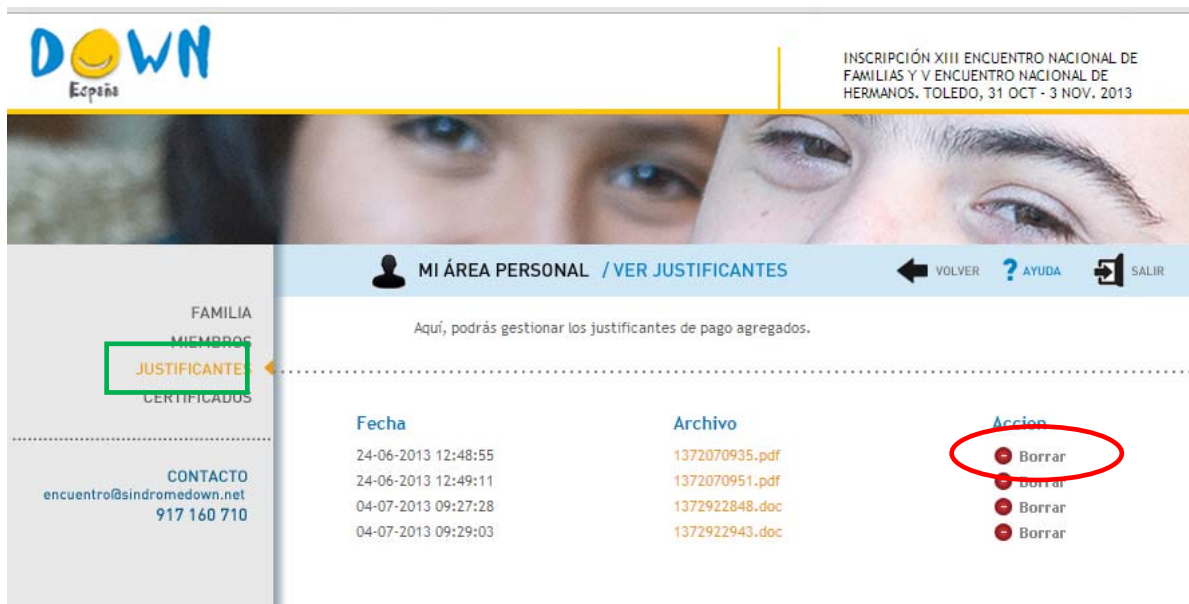 DOWN
España
INSCRIPCIÓN XIII ENCUENTRO NACIONAL DE
FAMILIAS Y V ENCUENTRO NACIONAL DE
HERMANOS. TOLEDO, 31 OCT - 3 NOV. 2013
MI ÁREA PERSONAL / VER JUSTIFICANTES
VOLVER ? AYUDA SALIR
FAMILIA
MIEMBROS
JUSTIFICANTES
CERTIFICADOS
CONTACTO
encuentro@sindromedown.net
917 160 710
Aquí, podrás gestionar los justificantes de pago agregados.
Fecha Archivo Accion
24-06-2013 12:48:55 1372070935.pdf Borrar
24-06-2013 12:49:11 1372070951.pdf Borrar
04-07-2013 09:27:28 1372922848.doc Borrar
04-07-2013 09:29:03 1372922943.doc Borrar